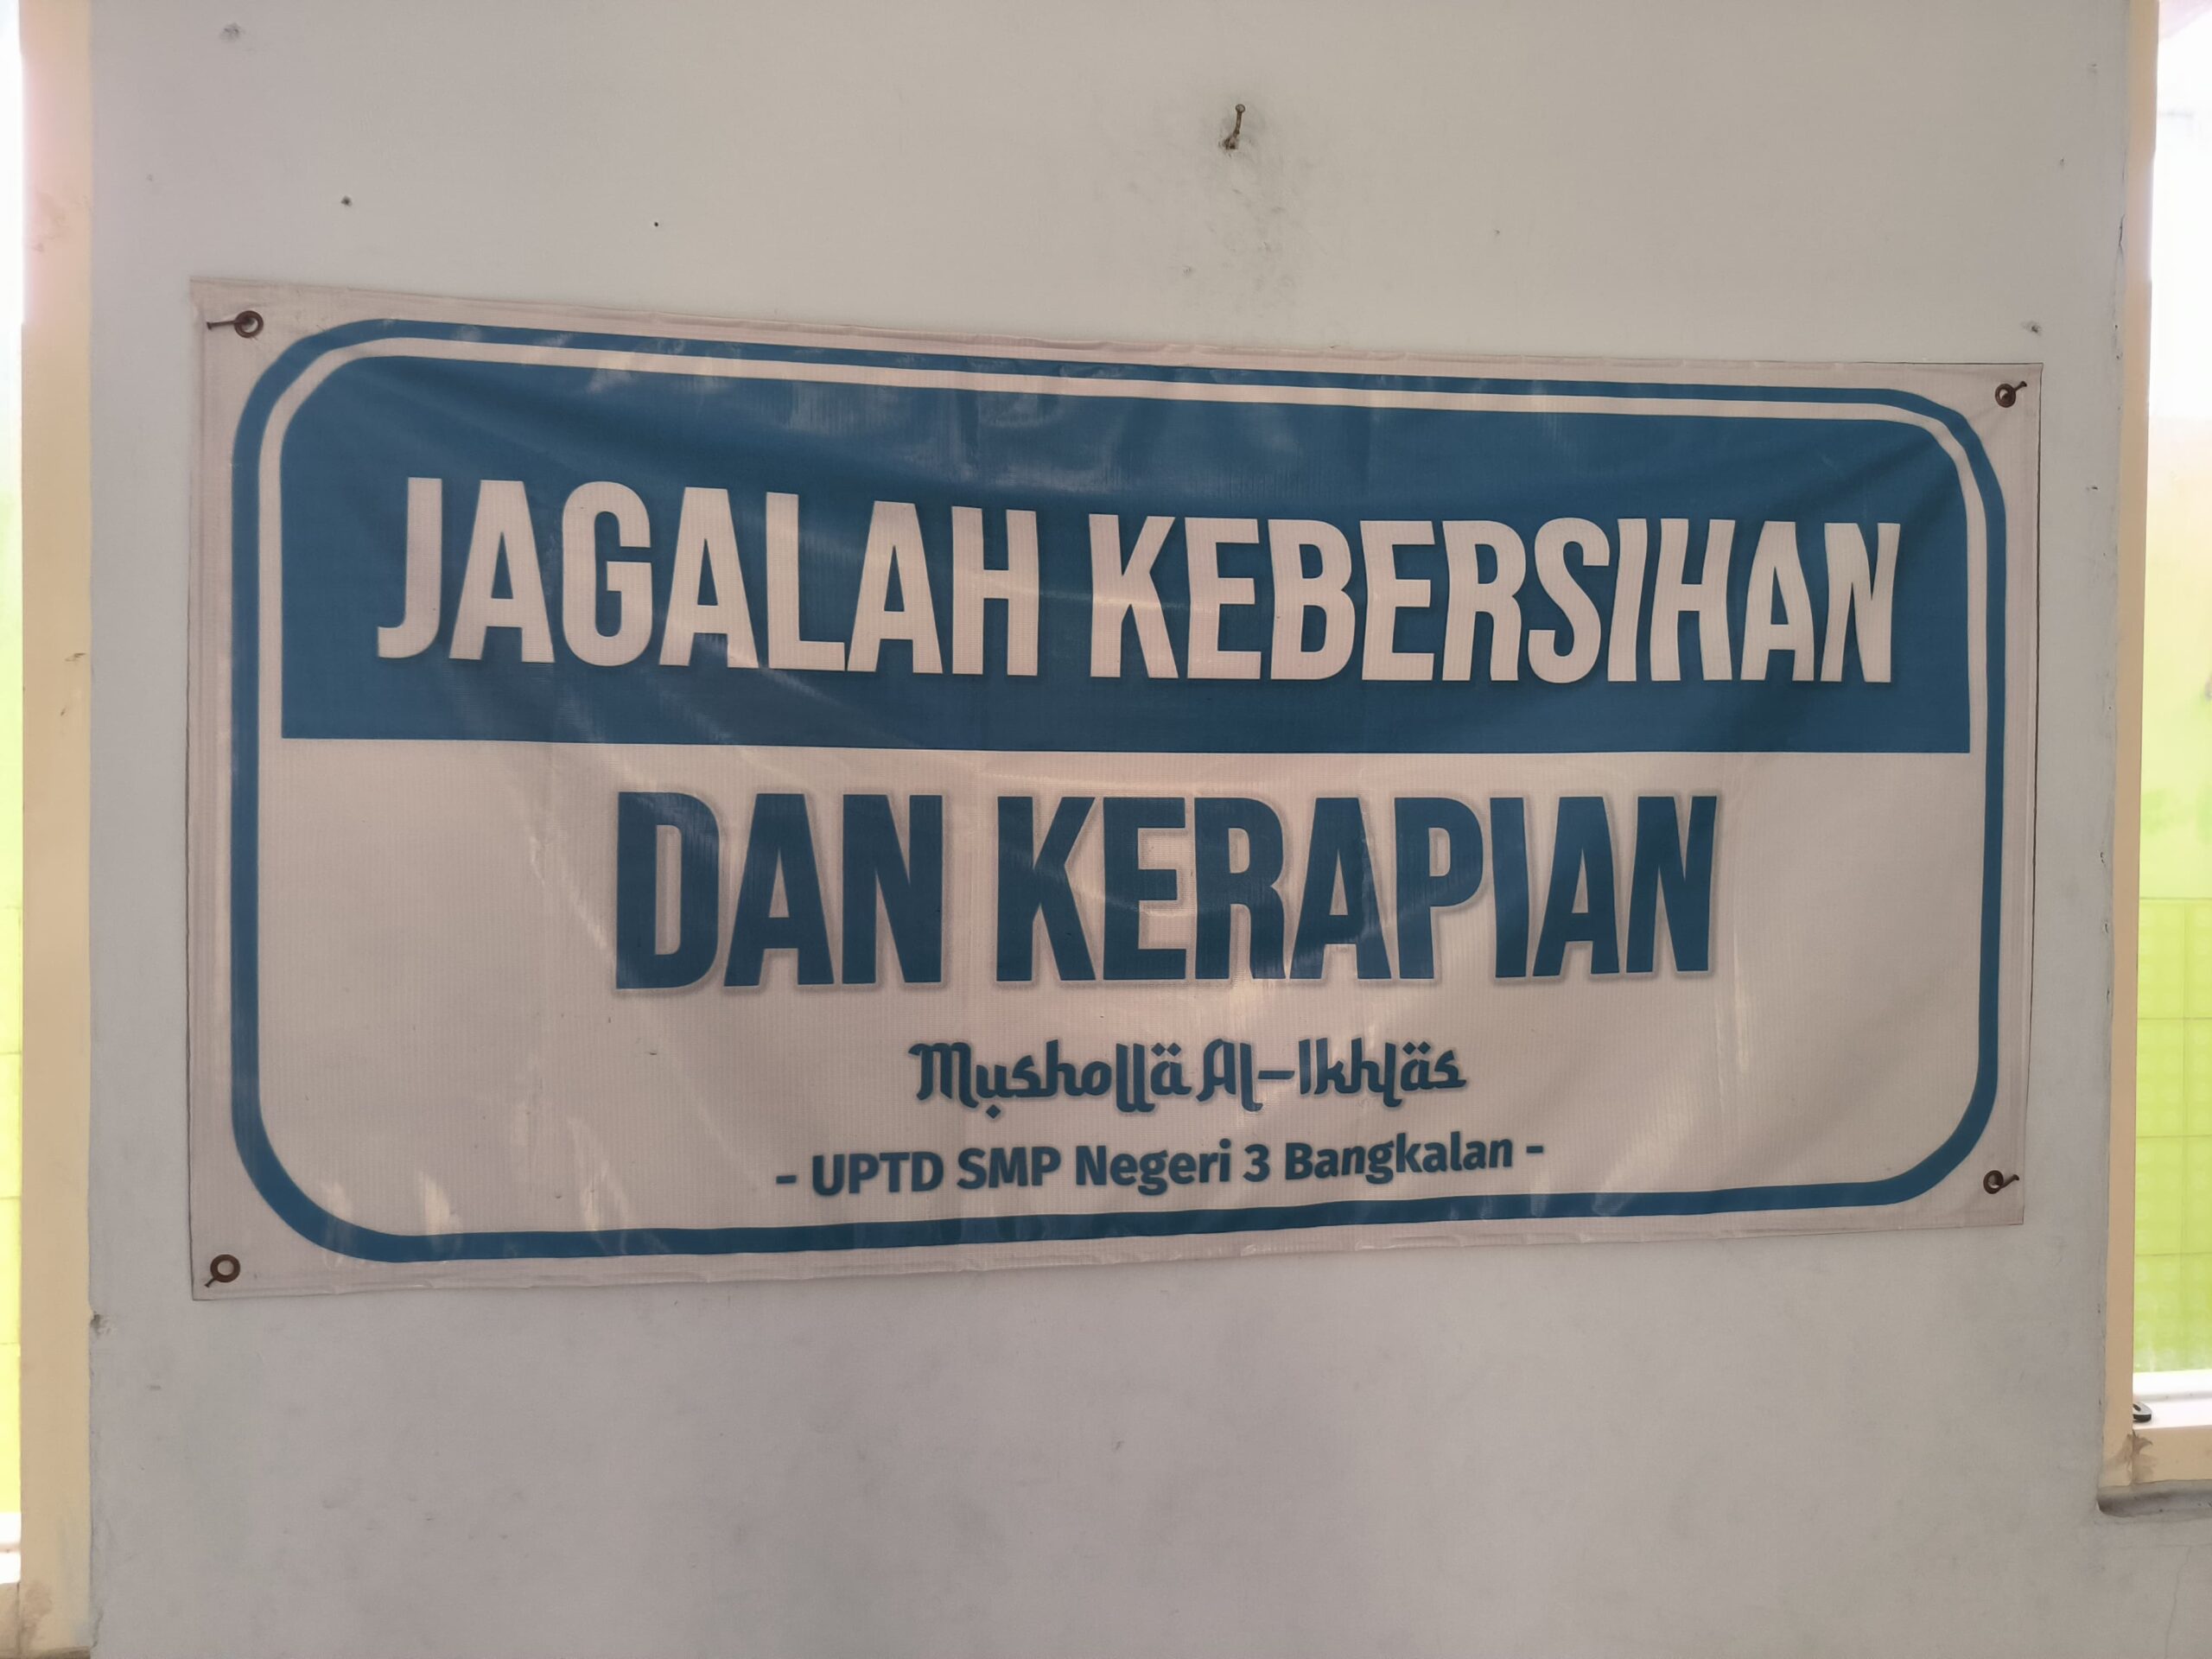 JAGALAH KEBERSIHAN
DAN KERAPIAN
Musholla Al-Ikhlas
- UPTD SMP Negeri 3 Bangkalan -